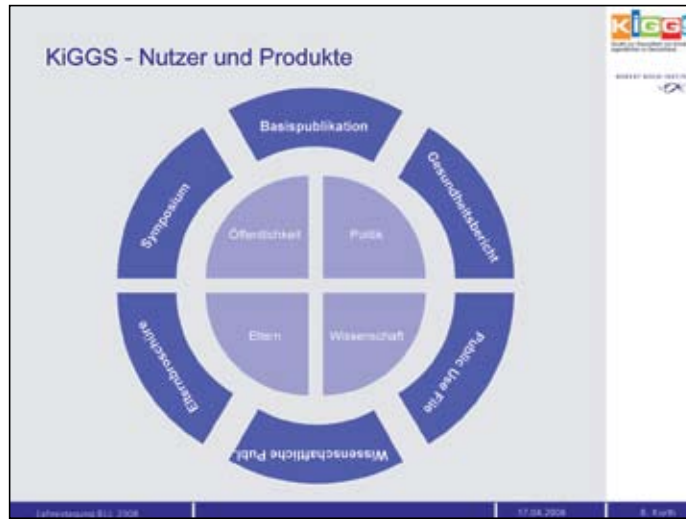 KiGGS - Nutzer und Produkte
KiGGS
Basispublikation
Gesundheitsbericht
Public Use File
Wissenschaftliche Publ.
Elternbroschüre
Symposium
Öffentlichkeit
Politik
Eltern
Wissenschaft
17.04.2008